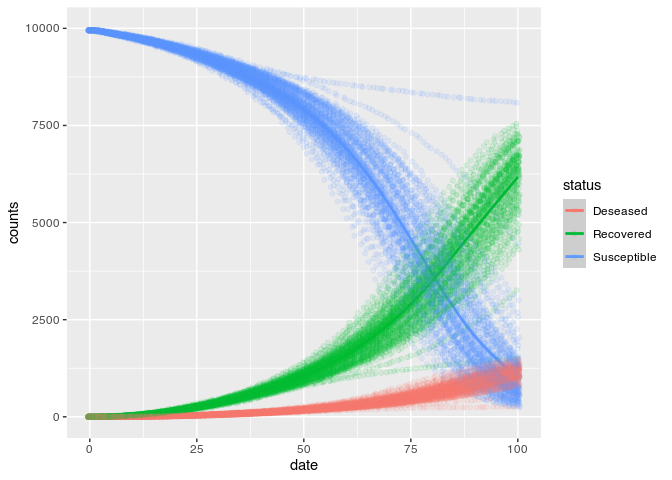 10000
7500
5000
2500
0
counts
0 25 50 75 100
date
status
Deseased
Recovered
Susceptible